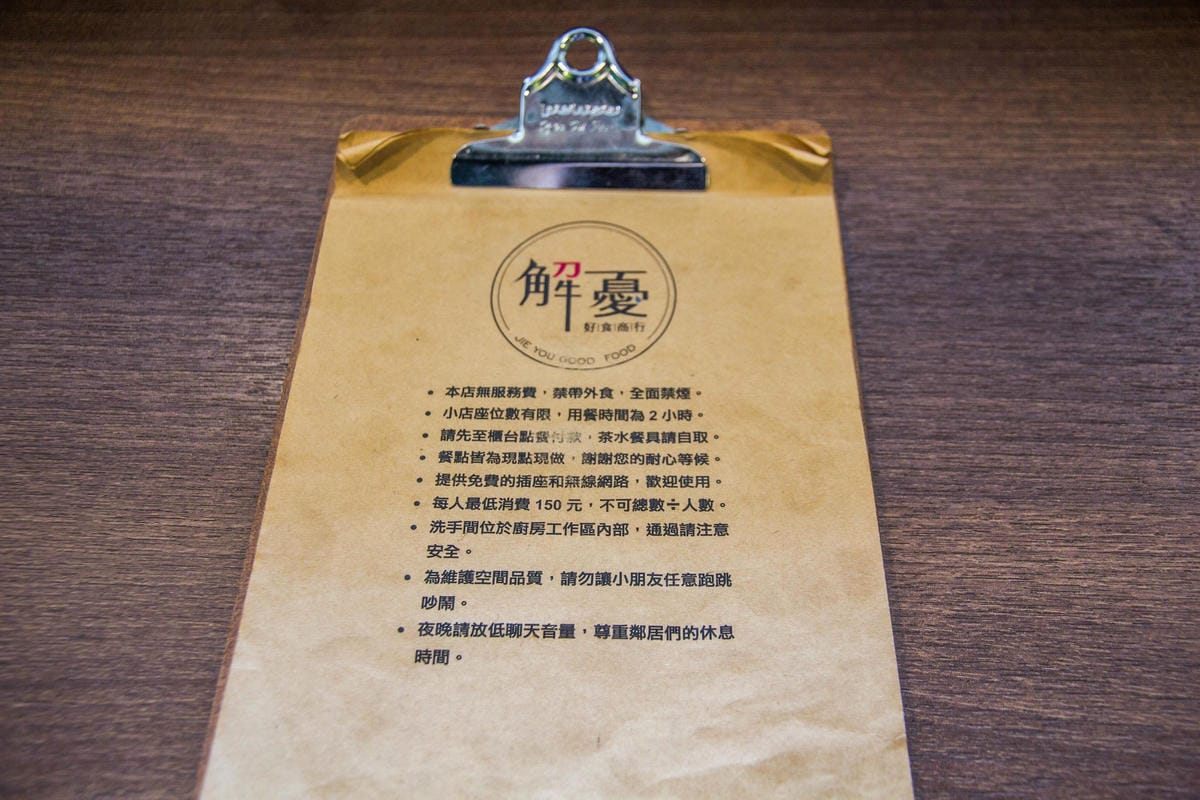 解憂
好|食|商|行
JIE YOU GOOD FOOD
• 本店無服務費，禁帶外食，全面禁煙。
• 小店座位數有限，用餐時間為 2 小時。
• 請先至櫃台點餐付款，茶水餐具請自取。
• 餐點皆為現點現做，謝謝您的耐心等候。
• 提供免費的插座和無線網路，歡迎使用。
• 每人最低消費 150 元，不可總數÷人數。
• 洗手間位於廚房工作區內部，通過請注意
安全。
• 為維護空間品質，請勿讓小朋友任意跑跳
吵鬧。
• 夜晚請放低聊天音量，尊重鄰居們的休息
時間。